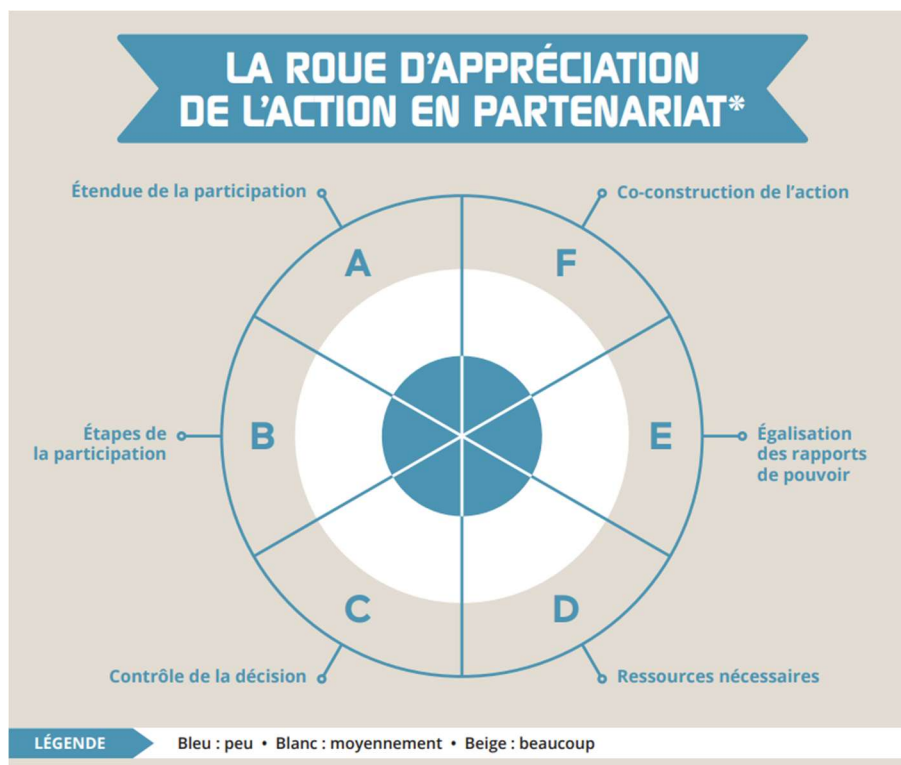 LA ROUE D'APPRÉCIATION
DE L'ACTION EN PARTENARIAT*
Étendue de la participation
Co-construction de l'action
A
F
Étapes de
la participation
B
E
Égalisation
des rapports
de pouvoir
C
D
Contrôle de la décision
Ressources nécessaires
LÉGENDE
Bleu : peu • Blanc : moyennement • Beige : beaucoup